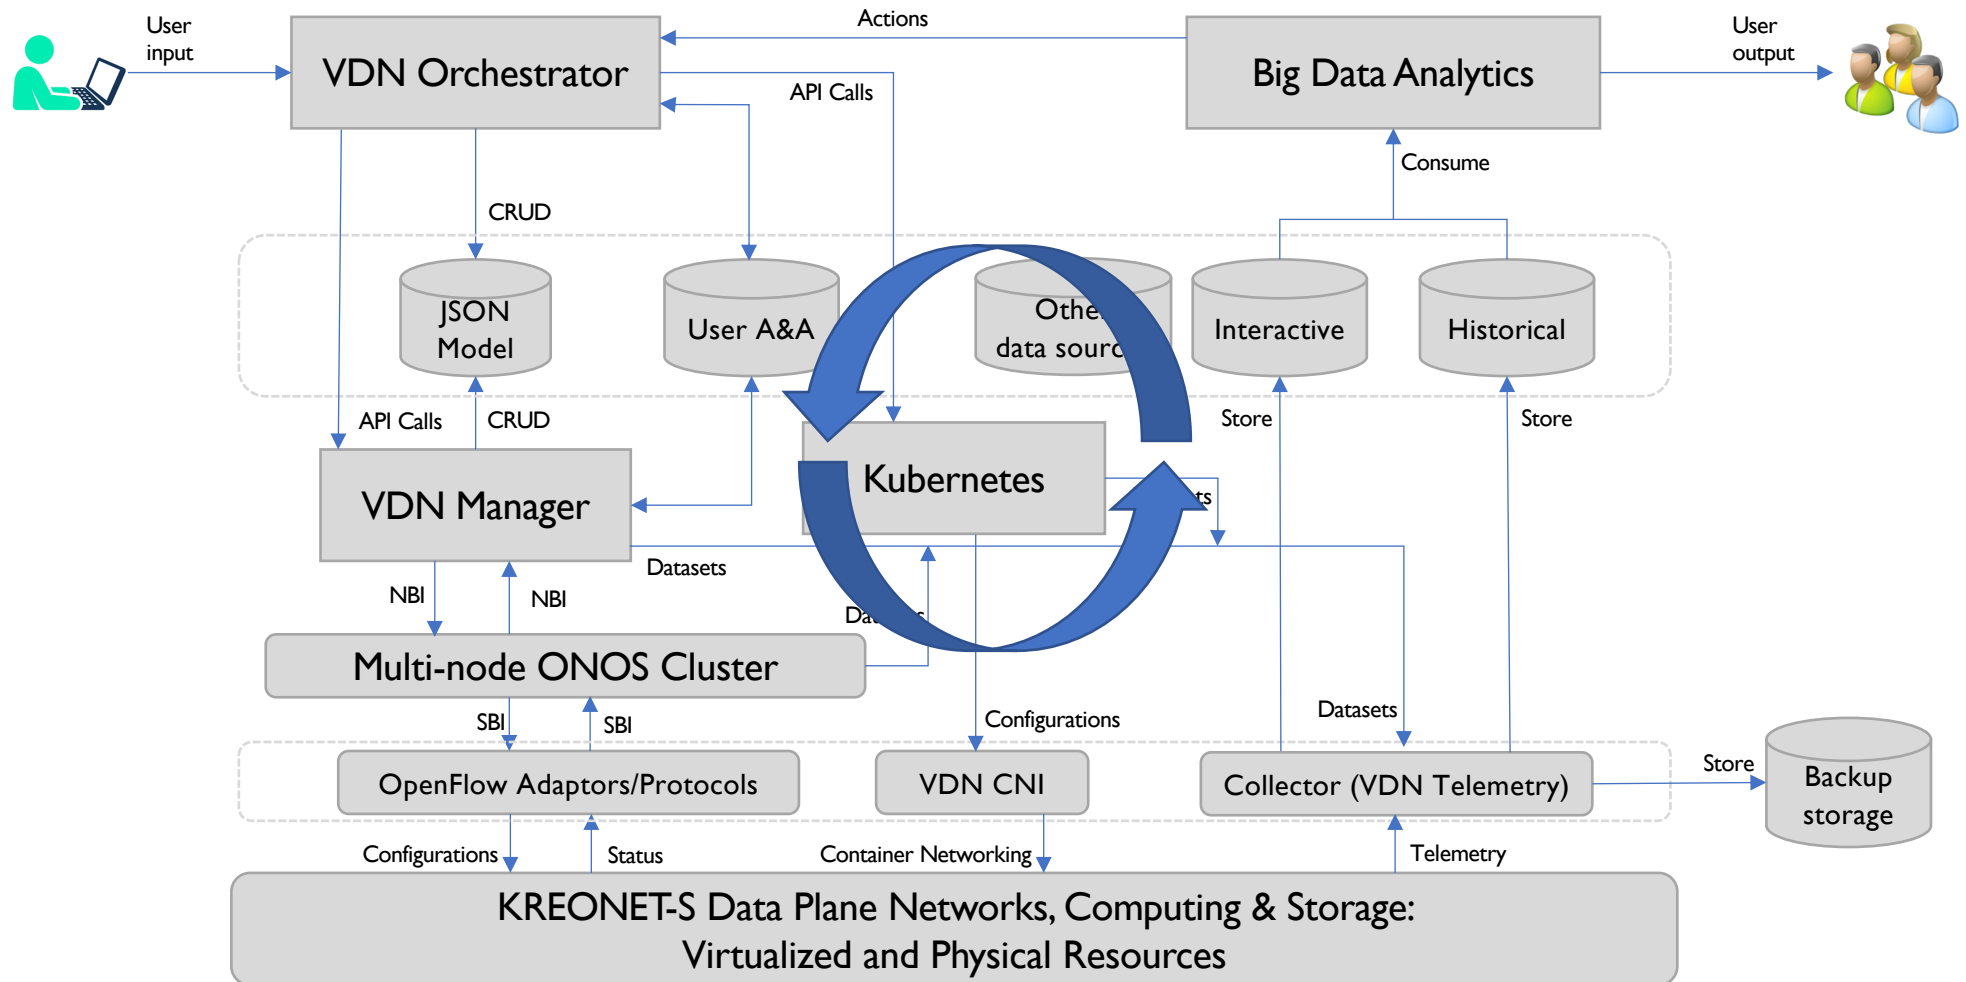 User
input
VDN Orchestrator
Actions
API Calls
Big Data Analytics
User
output
Consume
CRUD
JSON
Model
User A&A
data
Interactive
Historical
API Calls
CRUD
Store
Store
VDN Manager
Kubernetes
Datasets
NBI
NBI
Multi-node ONOS Cluster
SBI
SBI
Configurations
Datasets
OpenFlow Adaptors/Protocols
VDN CNI
Collector (VDN Telemetry)
Store
Backup
storage
Configurations
Status
Container Networking
Telemetry
KREONET-S Data Plane Networks, Computing & Storage:
Virtualized and Physical Resources